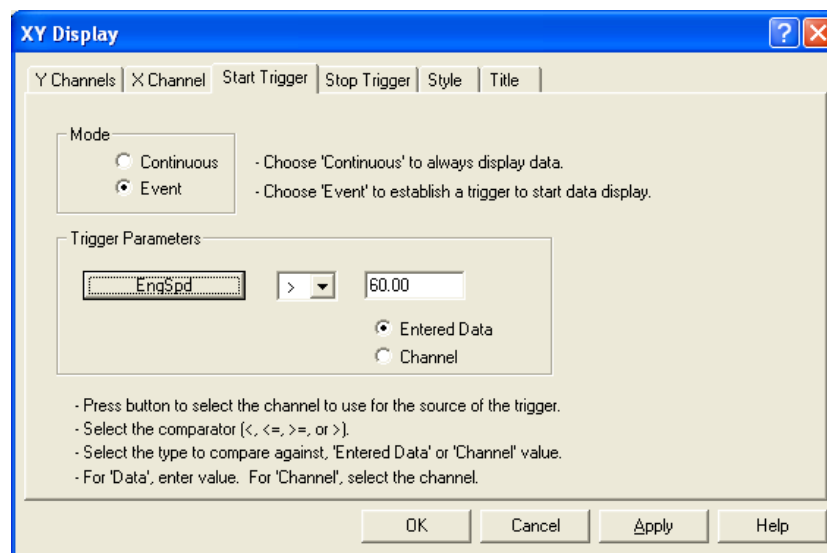 XY Display
Y Channels X Channel Start Trigger Stop Trigger Style Title
Mode
Continuous - Choose 'Continuous' to always display data.
Event - Choose 'Event' to establish a trigger to start data display.
Trigger Parameters
EngSpd > 60.00
Entered Data
Channel
- Press button to select the channel to use for the source of the trigger.
- Select the comparator (<, <=, >=, or >).
- Select the type to compare against, 'Entered Data' or 'Channel' value.
- For 'Data', enter value. For 'Channel', select the channel.
OK Cancel Apply Help